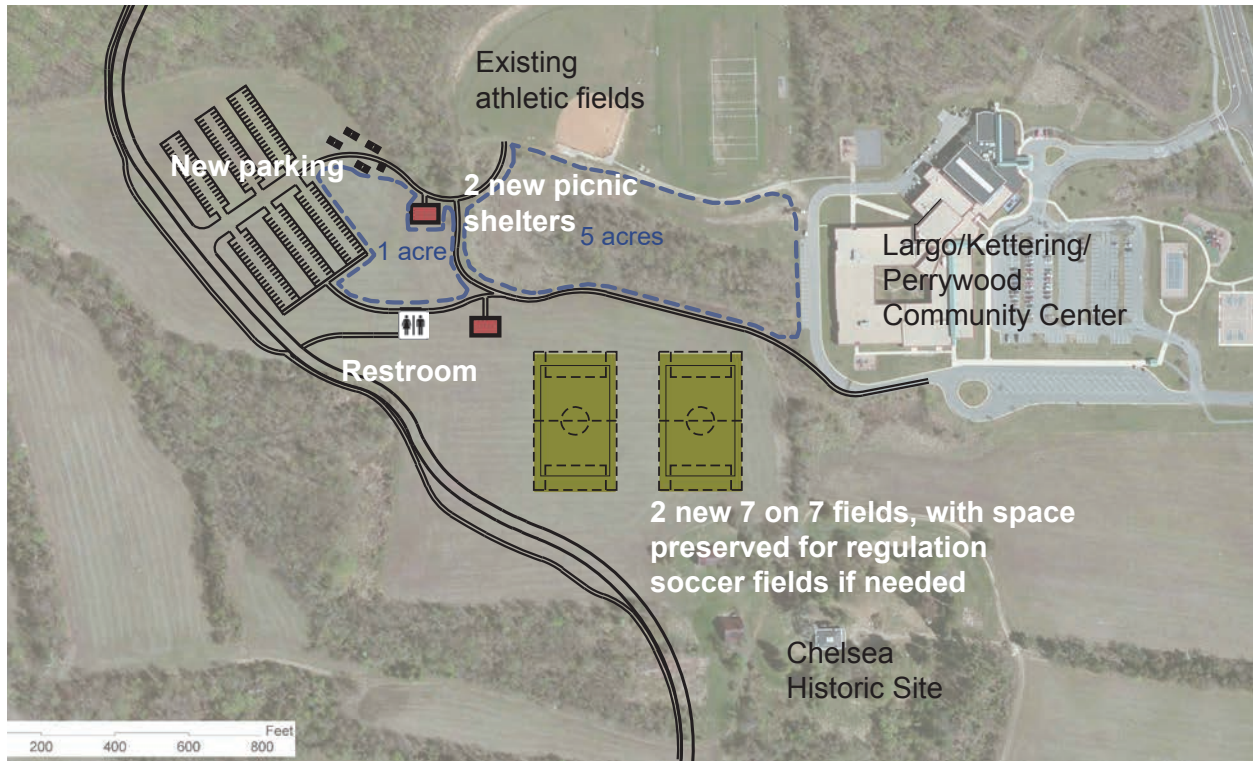 Existing
athletic fields
New parking
2 new picnic
shelters
1 acre
5 acres
Largo/Kettering/
Perrywood
Community Center
Restroom
2 new 7 on 7 fields, with space
preserved for regulation
soccer fields if needed
Chelsea
Historic Site
Feet
200 400 600 800